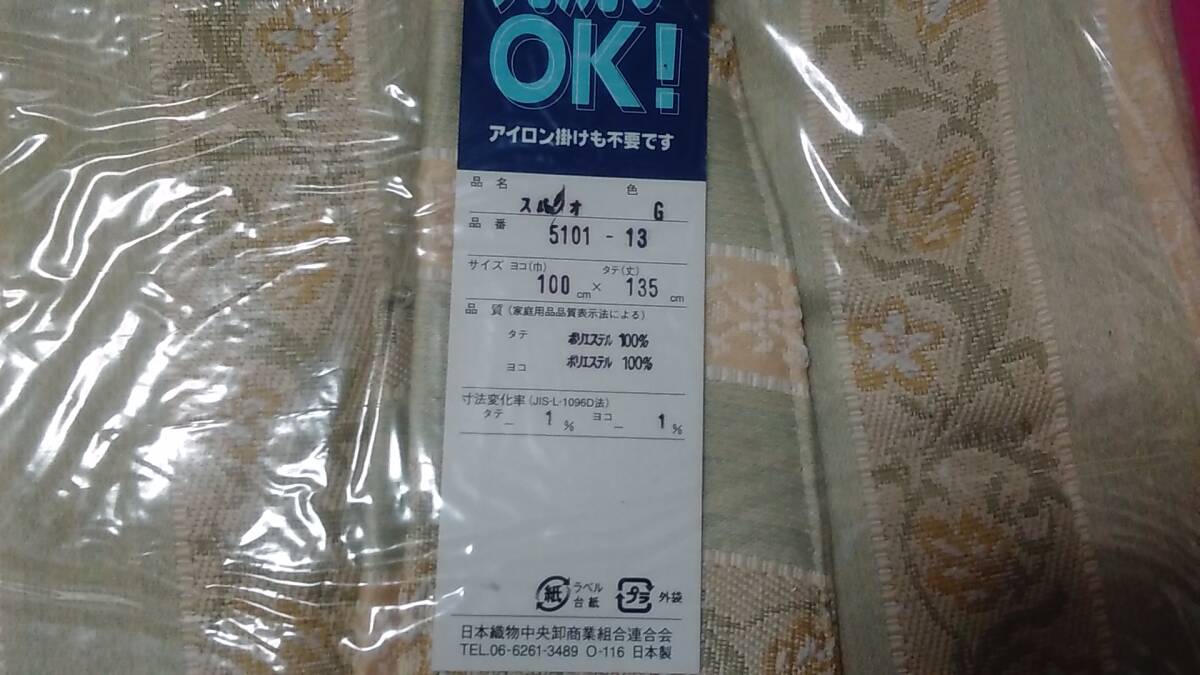 OK!
アイロン掛けも不要です
品 名 色
G
品 番 5101 - 13
サイズ ヨコ(巾) タテ(丈)
100 cm × 135 cm
品 質 (家庭用品品質表示法による)
タテ ポリエステル 100%
ヨコ ポリエステル 100%
寸法変化率 (JIS-L-1096D法)
タテ － 1 % ヨコ － 1 %
紙 ラベル台紙 プラ 外袋
日本織物中央卸商業組合連合会
TEL.06-6261-3489 O-116 日本製